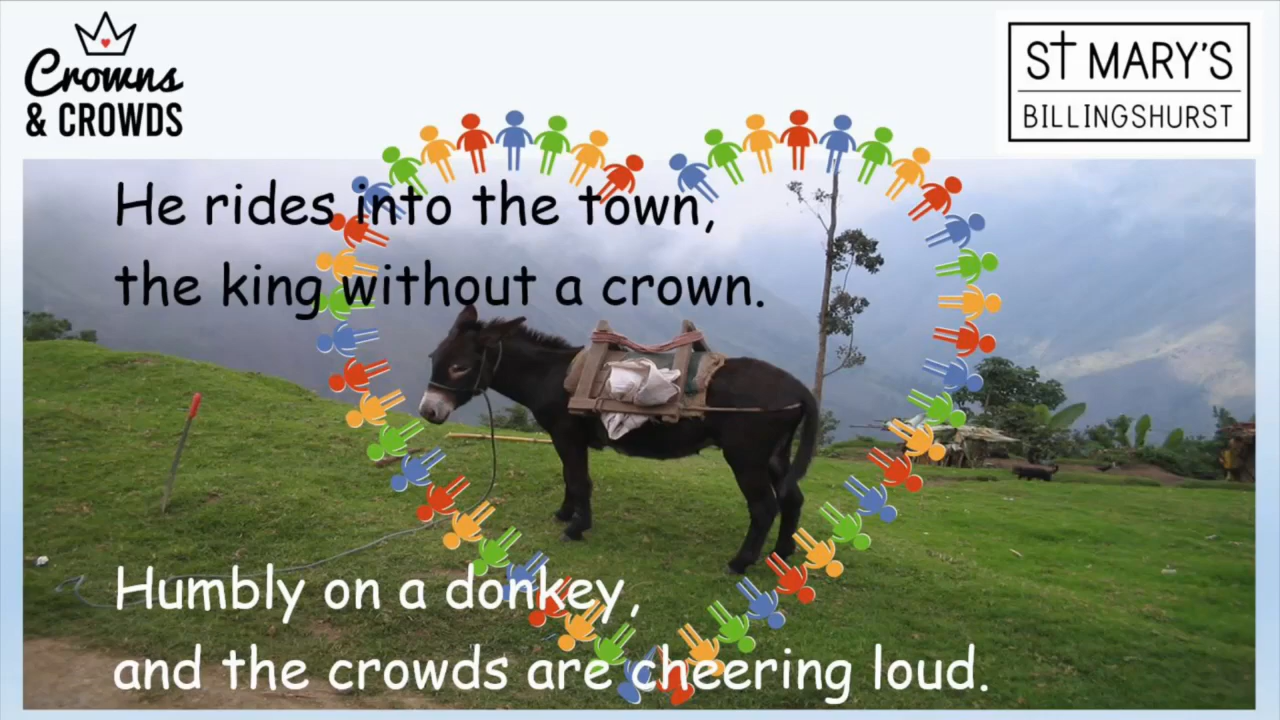 Crowns
& CROWDS
St MARY'S
BILLINGSHURST
He rides into the town,
the king without a crown.
Humbly on a donkey,
and the crowds are cheering loud.